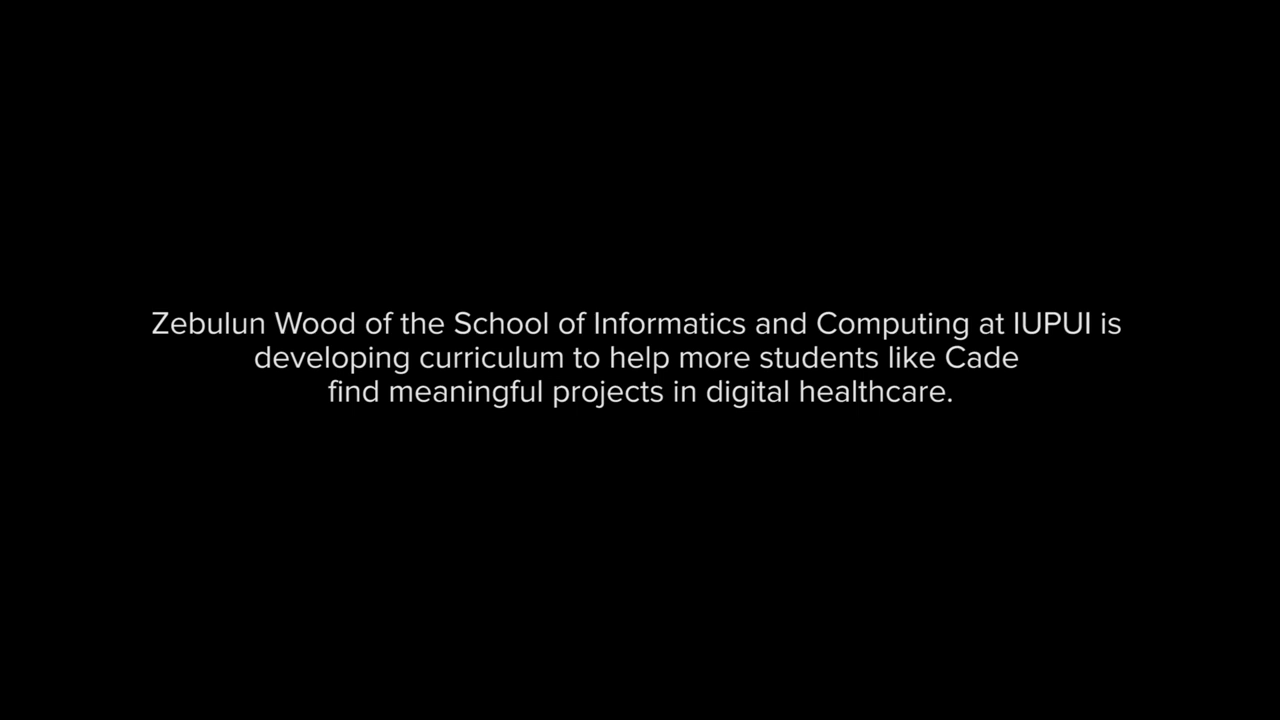 Zebulun Wood of the School of Informatics and Computing at IUPUI is
developing curriculum to help more students like Cade
find meaningful projects in digital healthcare.